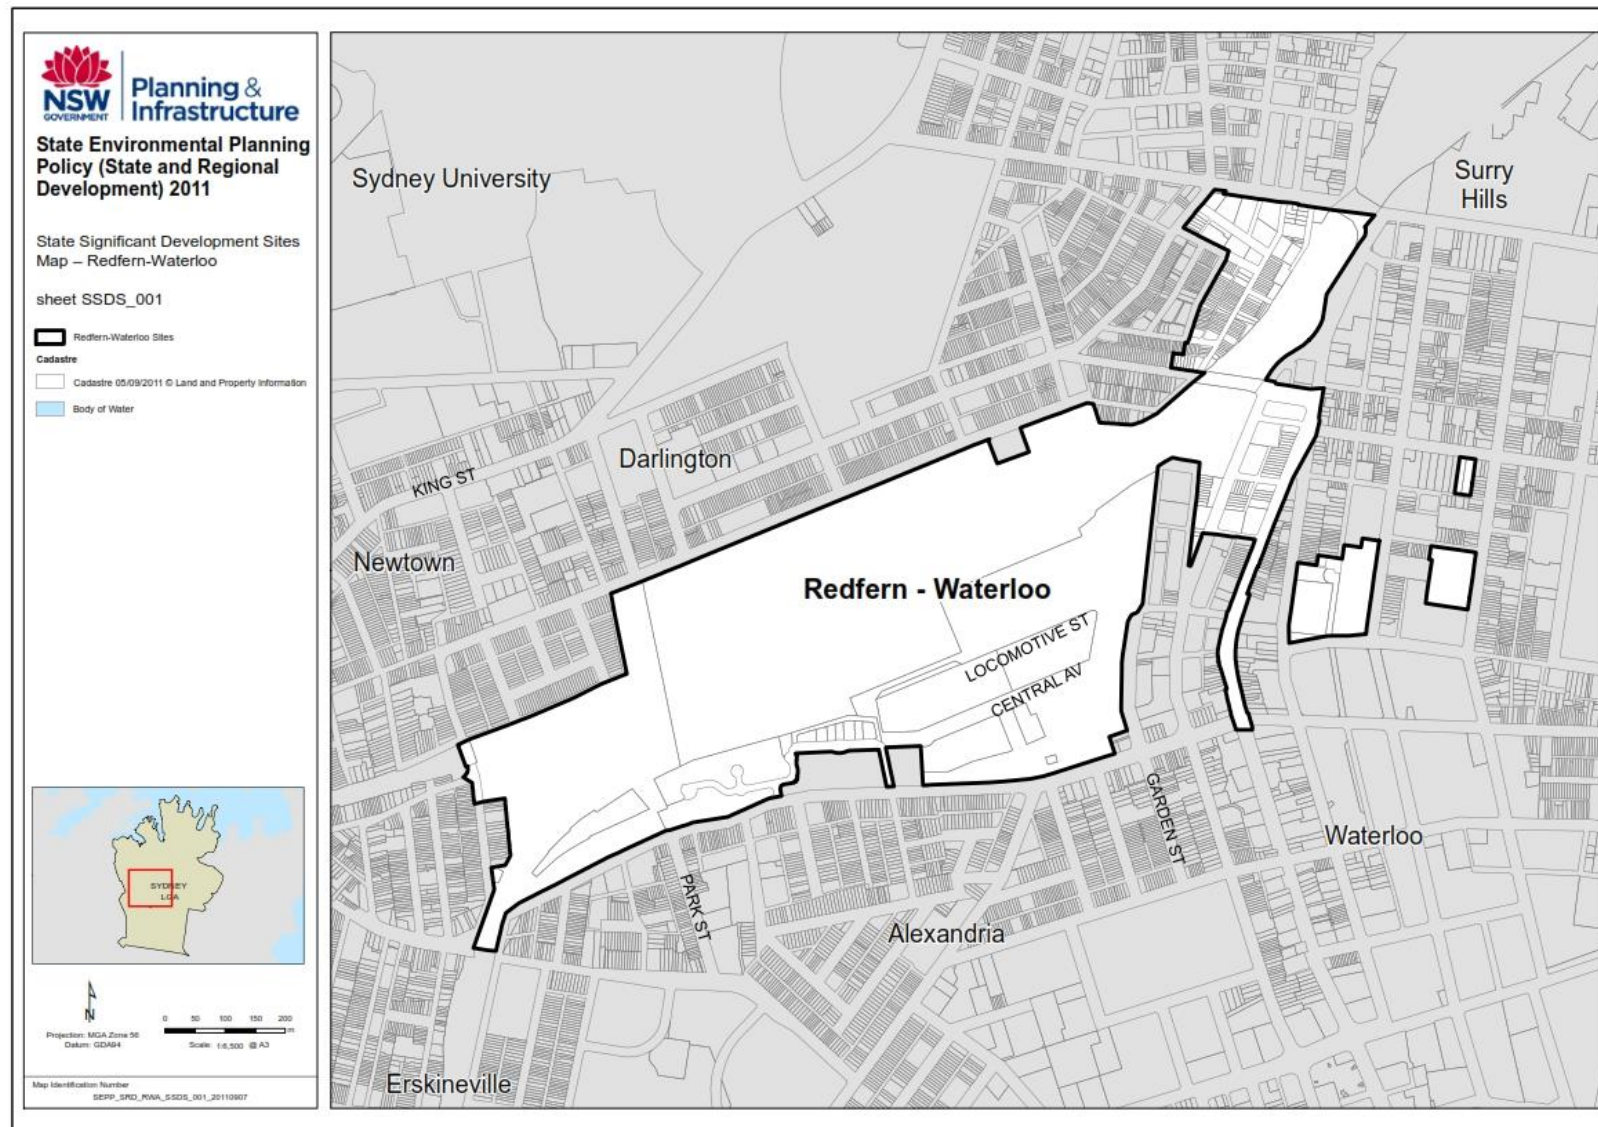 NSW
GOVERNMENT
Planning &
Infrastructure
State Environmental Planning
Policy (State and Regional
Development) 2011
State Significant Development Sites
Map – Redfern-Waterloo
sheet SSDS_001
Redfern-Waterloo Sites
Cadastre
Cadastre 05/09/2011 © Land and Property Information
Body of Water
SYDNEY
LGA
N
Projection: MGA Zone 56
Datum: GDA94
0 50 100 150 200
m
Scale: 1:6,500 @ A3
Map Identification Number
SEPP_SRD_RWA_SSDS_001_20110907
Sydney University
Surry
Hills
Darlington
KING ST
Newtown
Redfern - Waterloo
LOCOMOTIVE ST
CENTRAL AV
GARDEN ST
Waterloo
PARK ST
Alexandria
Erskineville